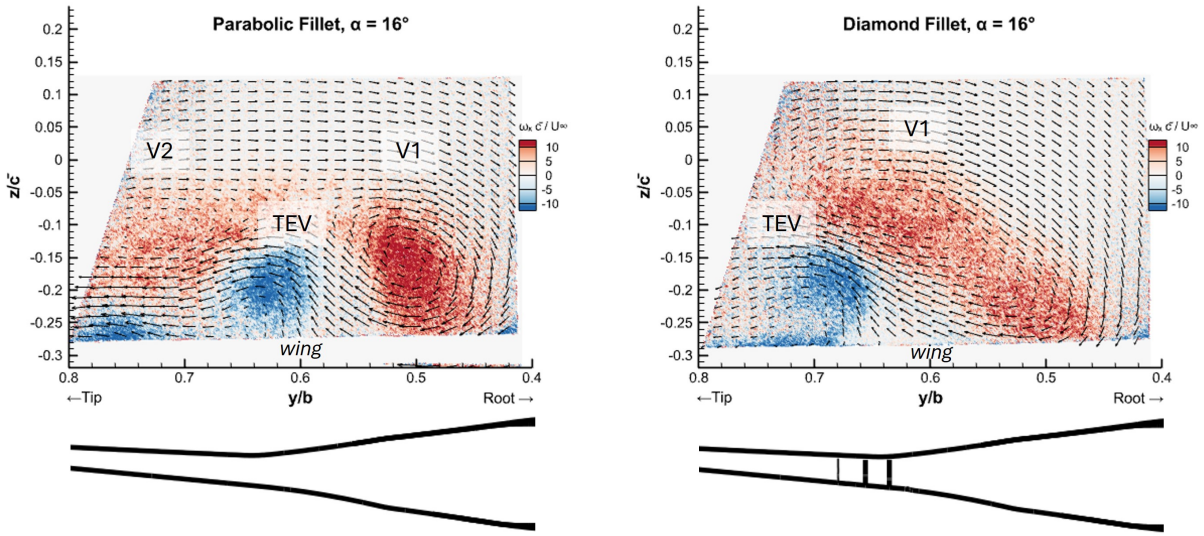 Parabolic Fillet, α = 16°
0.2
0.15
0.1
0.05
0
-0.05
-0.1
-0.15
-0.2
-0.25
-0.3
z/c̄
V2
V1
TEV
wing
ωₓ c̄ / U∞
10
5
0
-5
-10
0.8
0.7
0.6
0.5
0.4
←Tip
y/b
Root→
Diamond Fillet, α = 16°
0.2
0.15
0.1
0.05
0
-0.05
-0.1
-0.15
-0.2
-0.25
-0.3
z/c̄
V1
TEV
wing
ωₓ c̄ / U∞
10
5
0
-5
-10
0.8
0.7
0.6
0.5
0.4
←Tip
y/b
Root→